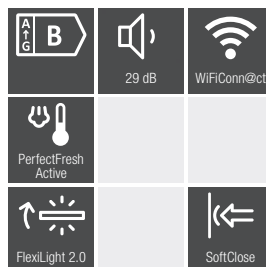 A
G
B
29 dB
WiFiConn@ct
PerfectFresh
Active
FlexiLight 2.0
SoftClose